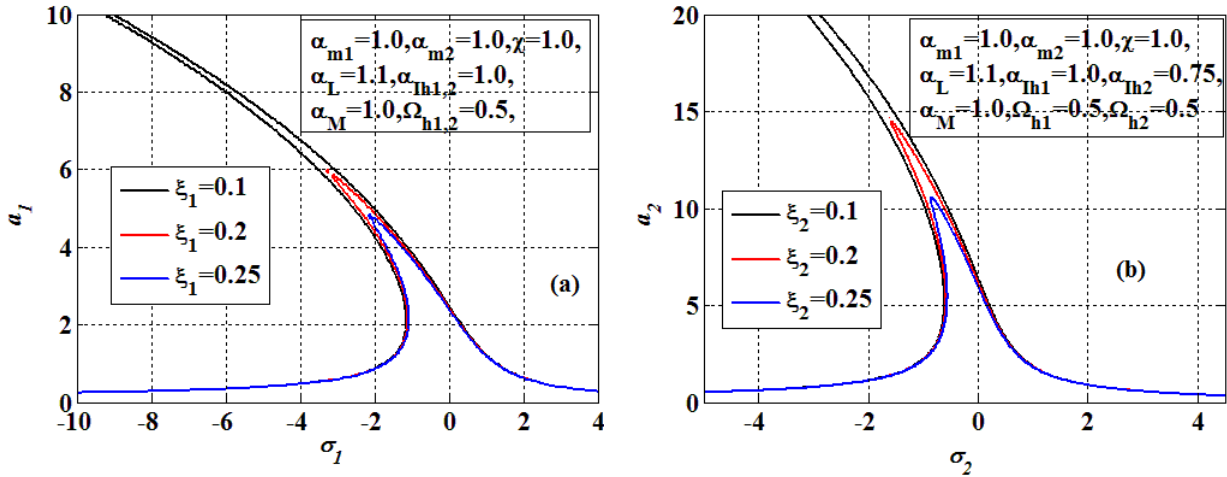 α_m1=1.0,α_m2=1.0,χ=1.0,
α_L=1.1,α_Ih1,2=1.0,
α_M=1.0,Ω_h1,2=0.5,
ξ_1=0.1
ξ_1=0.2
ξ_1=0.25
(a)
a_1
10
8
6
4
2
0
-10 -8 -6 -4 -2 0 2 4
σ_1
α_m1=1.0,α_m2=1.0,χ=1.0,
α_L=1.1,α_Ih1=1.0,α_Ih2=0.75,
α_M=1.0,Ω_h1=0.5,Ω_h2=0.5
ξ_2=0.1
ξ_2=0.2
ξ_2=0.25
(b)
a_2
20
15
10
5
0
-4 -2 0 2 4
σ_2